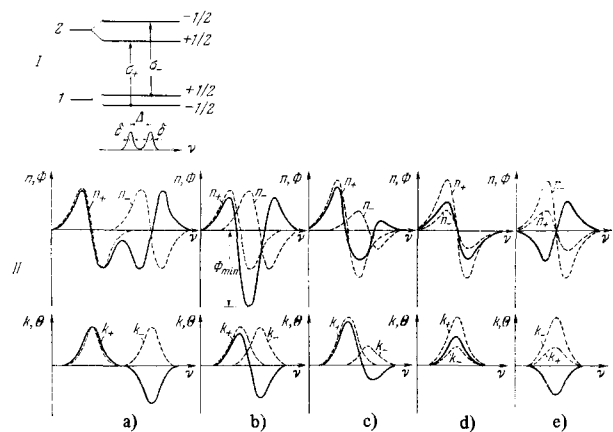 −1/2
2
+1/2
I
σ+ σ−
+1/2
1
−1/2
Δ
δ δ
ν
n,Φ n+ n− n,Φ n+ n− n,Φ n+ n− n,Φ n+ n− n,Φ n− n+
ν ν ν ν ν
Φmin
II
k,Θ k+ k− k,Θ k+ k− k,Θ k+ k− k,Θ k+ k− k,Θ k− k+
ν ν ν ν ν
a) b) c) d) e)